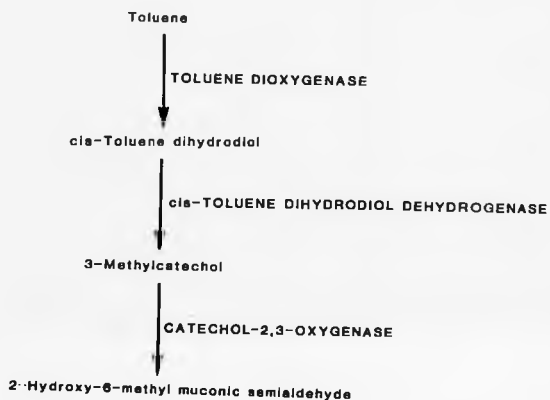 Toluene
TOLUENE DIOXYGENASE
cis-Toluene dihydrodiol
cis-TOLUENE DIHYDRODIOL DEHYDROGENASE
3-Methylcatechol
CATECHOL-2,3-OXYGENASE
2-Hydroxy-6-methyl muconic semialdehyde